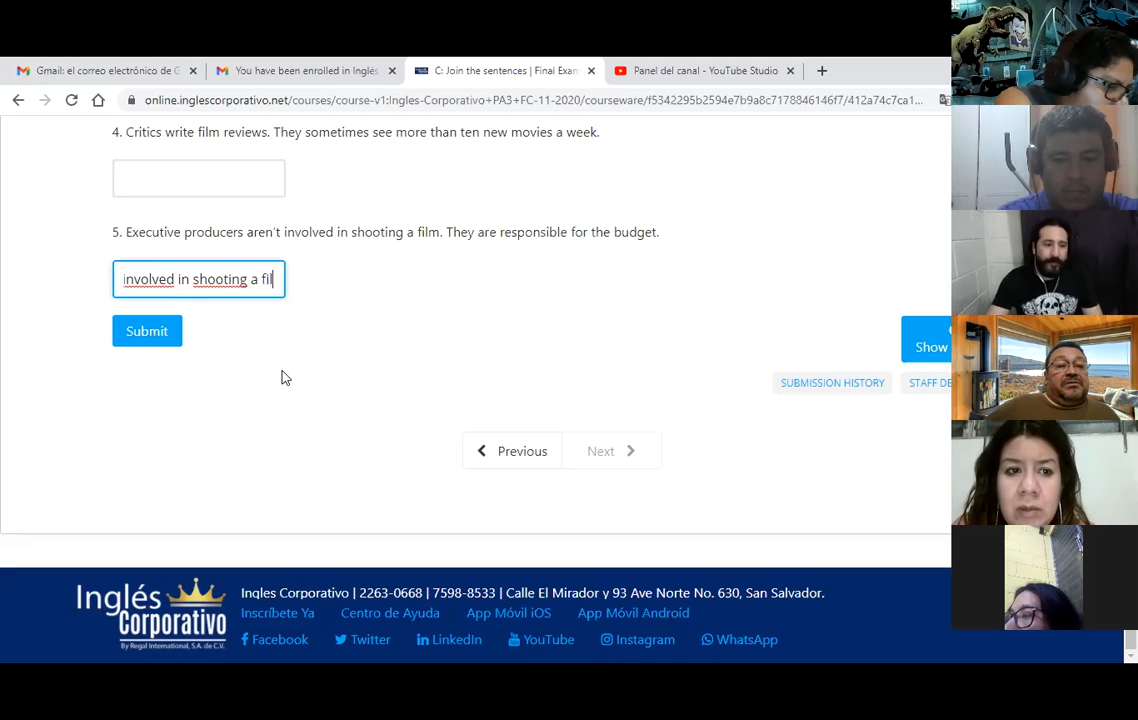 Gmail: el correo electrónico de G
You have been enrolled in Inglés
C: Join the sentences | Final Exam
Panel del canal - YouTube Studio
online.inglescorporativo.net/courses/course-v1:Ingles-Corporativo+PA3+FC-11-2020/courseware/f5342295b2594e7b9a8c7178846146f7/412a74c7ca1...
4. Critics write film reviews. They sometimes see more than ten new movies a week.
5. Executive producers aren't involved in shooting a film. They are responsible for the budget.
involved in shooting a fil
Submit
Show
SUBMISSION HISTORY
STAFF DE
Previous
Next
Inglés Corporativo
By Regal International, S.A. de C.V.
Ingles Corporativo | 2263-0668 | 7598-8533 | Calle El Mirador y 93 Ave Norte No. 630, San Salvador.
Inscríbete Ya Centro de Ayuda App Móvil iOS App Móvil Android
Facebook Twitter LinkedIn YouTube Instagram WhatsApp